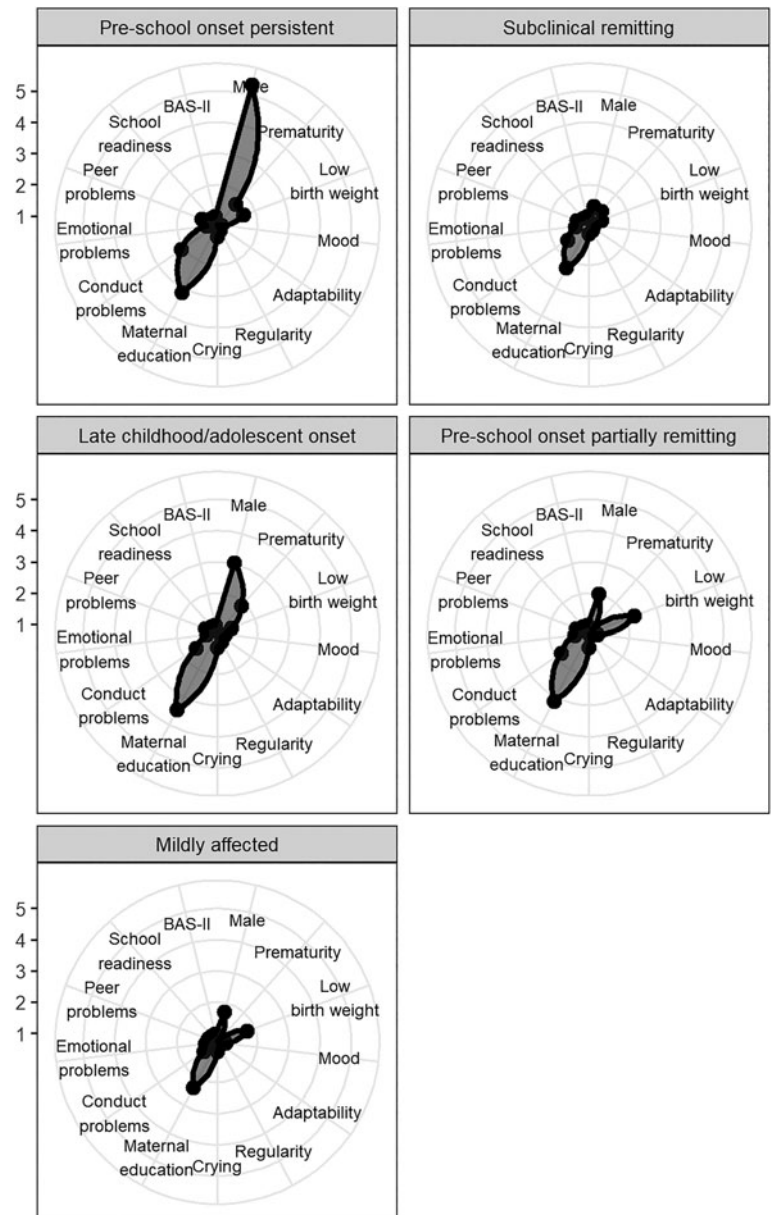 Pre-school onset persistent
5
4
3
2
1
BAS-II
Male
School
readiness
Prematurity
Peer
problems
Low
birth weight
Emotional
problems
Mood
Conduct
problems
Adaptability
Maternal
education
Crying
Regularity
Subclinical remitting
BAS-II
Male
School
readiness
Prematurity
Peer
problems
Low
birth weight
Emotional
problems
Mood
Conduct
problems
Adaptability
Maternal
education
Crying
Regularity
Late childhood/adolescent onset
5
4
3
2
1
BAS-II
Male
School
readiness
Prematurity
Peer
problems
Low
birth weight
Emotional
problems
Mood
Conduct
problems
Adaptability
Maternal
education
Crying
Regularity
Pre-school onset partially remitting
BAS-II
Male
School
readiness
Prematurity
Peer
problems
Low
birth weight
Emotional
problems
Mood
Conduct
problems
Adaptability
Maternal
education
Crying
Regularity
Mildly affected
5
4
3
2
1
BAS-II
Male
School
readiness
Prematurity
Peer
problems
Low
birth weight
Emotional
problems
Mood
Conduct
problems
Adaptability
Maternal
education
Crying
Regularity